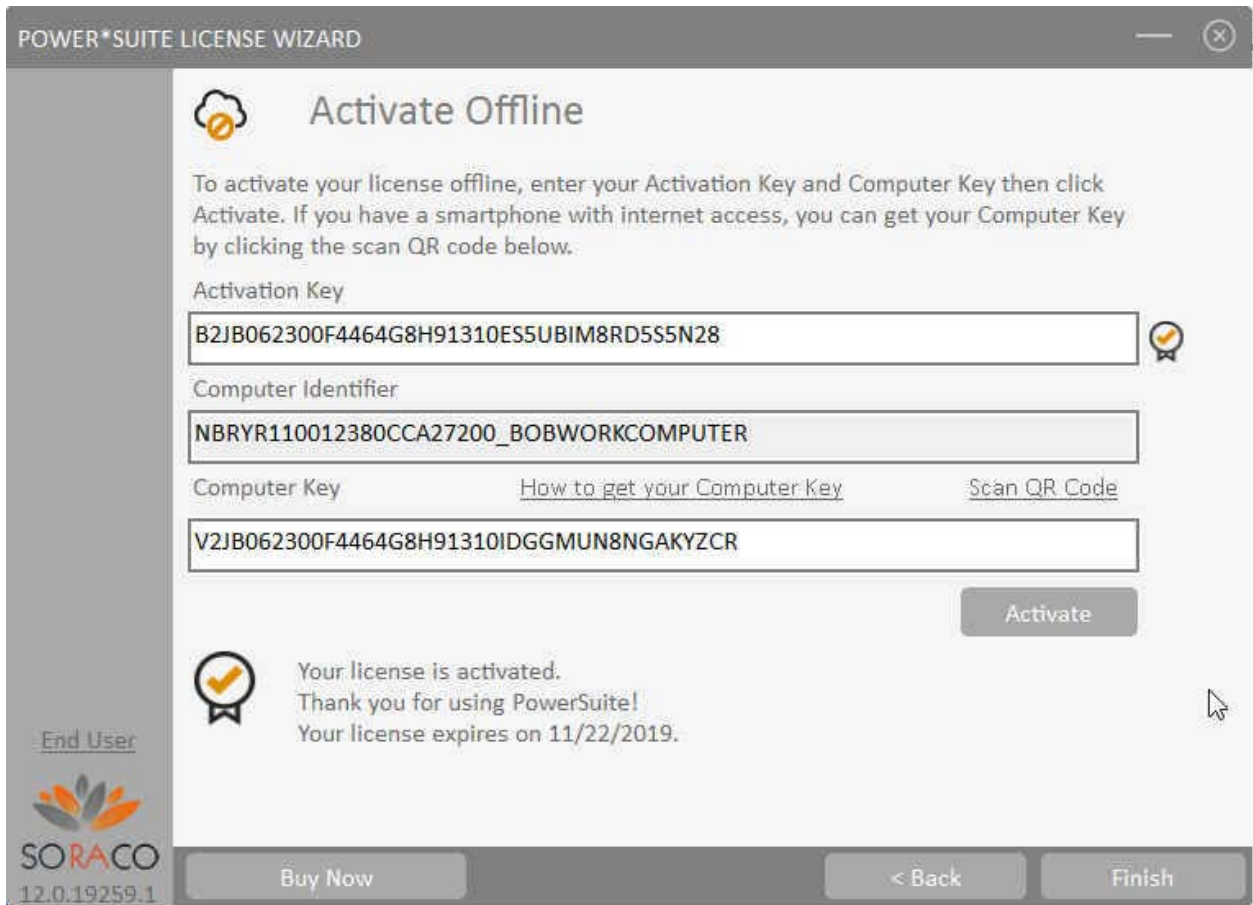 POWER*SUITE LICENSE WIZARD
Activate Offline
To activate your license offline, enter your Activation Key and Computer Key then click
Activate. If you have a smartphone with internet access, you can get your Computer Key
by clicking the scan QR code below.
Activation Key
B2JB062300F4464G8H91310ES5UBIM8RD5S5N28
Computer Identifier
NBRYR110012380CCA27200_BOBWORKCOMPUTER
Computer Key How to get your Computer Key Scan QR Code
V2JB062300F4464G8H91310IDGGMUN8NGAKYZCR
Activate
Your license is activated.
Thank you for using PowerSuite!
Your license expires on 11/22/2019.
End User
SORACO
12.0.19259.1
Buy Now < Back Finish